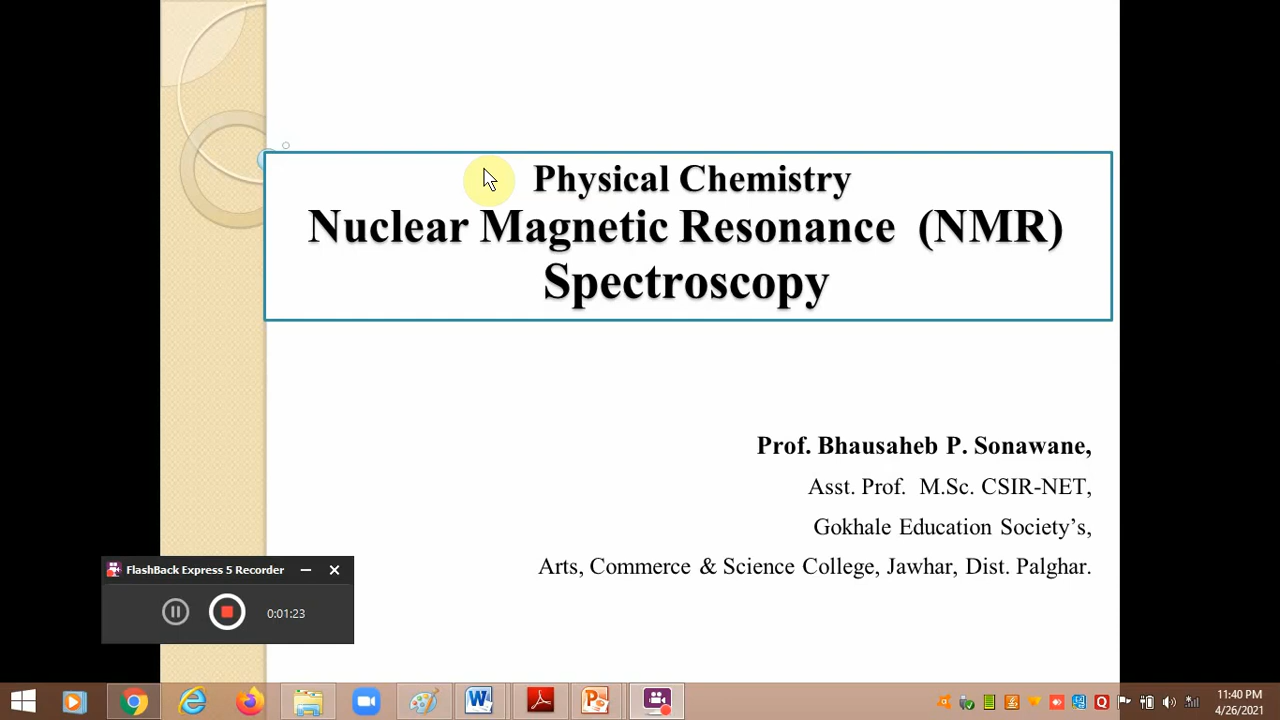 Physical Chemistry
Nuclear Magnetic Resonance (NMR)
Spectroscopy
Prof. Bhausaheb P. Sonawane,
Asst. Prof. M.Sc. CSIR-NET,
Gokhale Education Society’s,
Arts, Commerce & Science College, Jawhar, Dist. Palghar.
FlashBack Express 5 Recorder
0:01:23
11:40 PM
4/26/2021